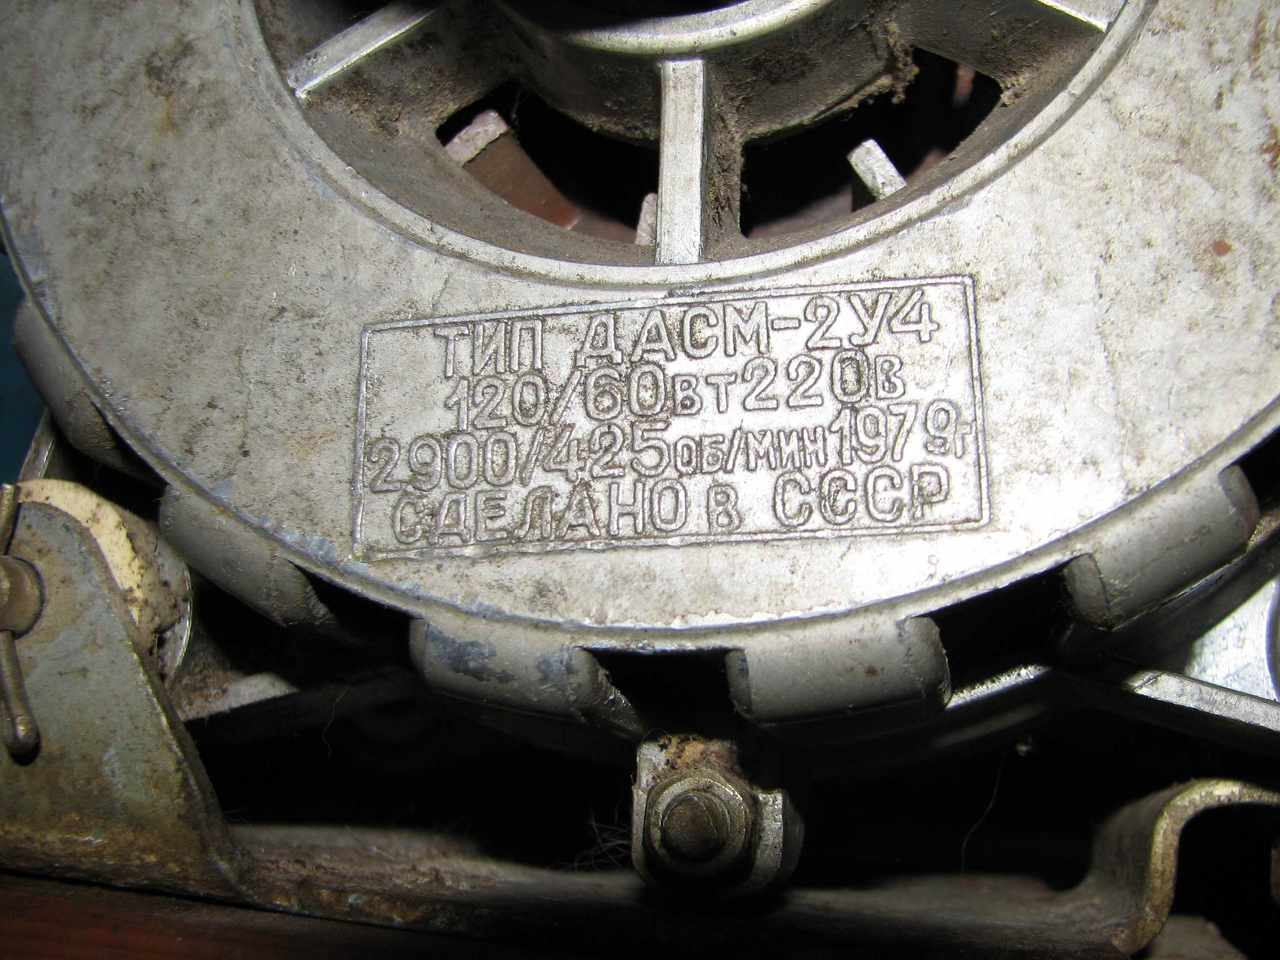 ТИП ДАСМ-2У4
120/60ВТ220В
2900/425ОБ/МИН1979г
СДЕЛАНО В СССР